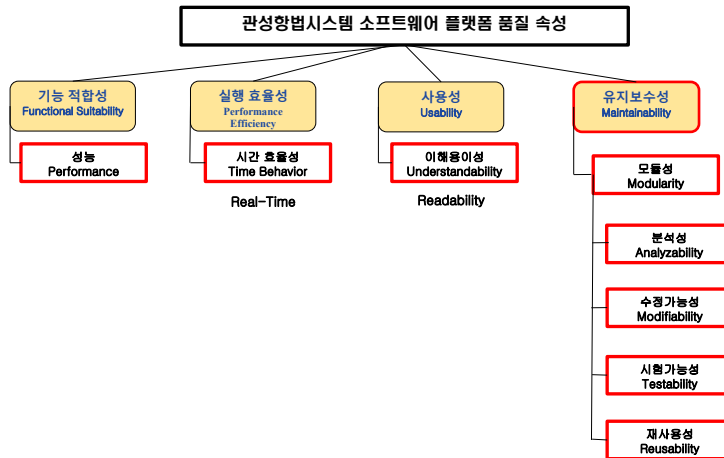 관성항법시스템 소프트웨어 플랫폼 품질 속성
기능 적합성
Functional Suitability
실행 효율성
Performance
Efficiency
사용성
Usability
유지보수성
Maintainability
성능
Performance
시간 효율성
Time Behavior
이해용이성
Understandability
모듈성
Modularity
Real-Time
Readability
분석성
Analyzability
수정가능성
Modifiability
시험가능성
Testability
재사용성
Reusability